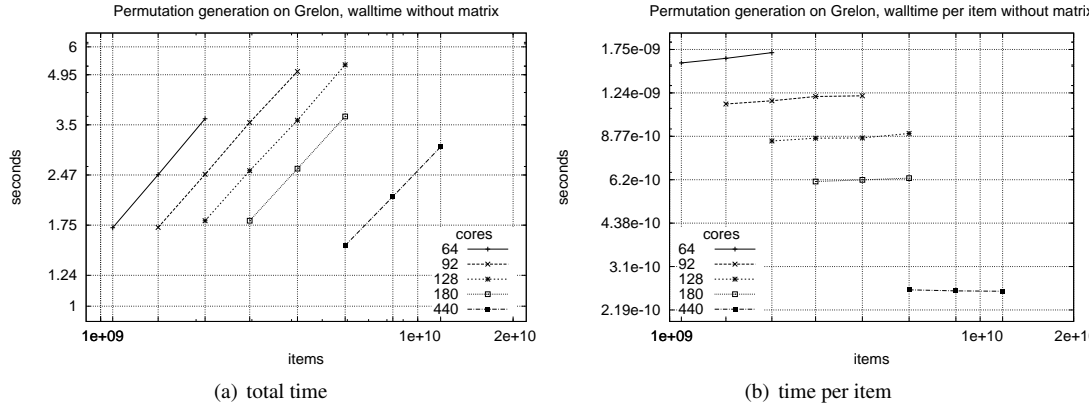 Permutation generation on Grelon, walltime without matrix
6
4.95
3.5
2.47
1.75
1.24
1
seconds
cores
64
92
128
180
440
1e+09
1e+10
2e+10
items
(a) total time
Permutation generation on Grelon, walltime per item without matrix
1.75e-09
1.24e-09
8.77e-10
6.2e-10
4.38e-10
3.1e-10
2.19e-10
seconds
cores
64
92
128
180
440
1e+09
1e+10
2e+10
items
(b) time per item